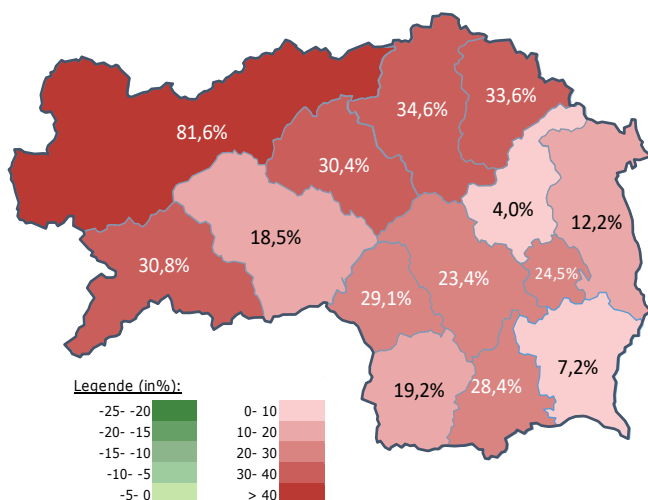 34,6%
33,6%
81,6%
30,4%
4,0%
12,2%
18,5%
30,8%
23,4%
24,5%
29,1%
7,2%
19,2%
28,4%
Legende (in%):
-25- -20 0- 10
-20- -15 10- 20
-15- -10 20- 30
-10- -5 30- 40
-5- 0 > 40